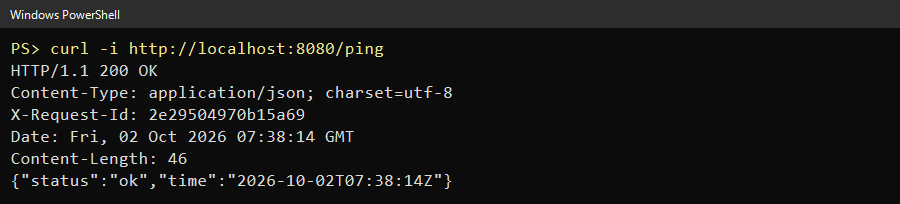 Windows PowerShell
PS> curl -i http://localhost:8080/ping
HTTP/1.1 200 OK
Content-Type: application/json; charset=utf-8
X-Request-Id: 2e29504970b15a69
Date: Fri, 02 Oct 2026 07:38:14 GMT
Content-Length: 46
{"status":"ok","time":"2026-10-02T07:38:14Z"}